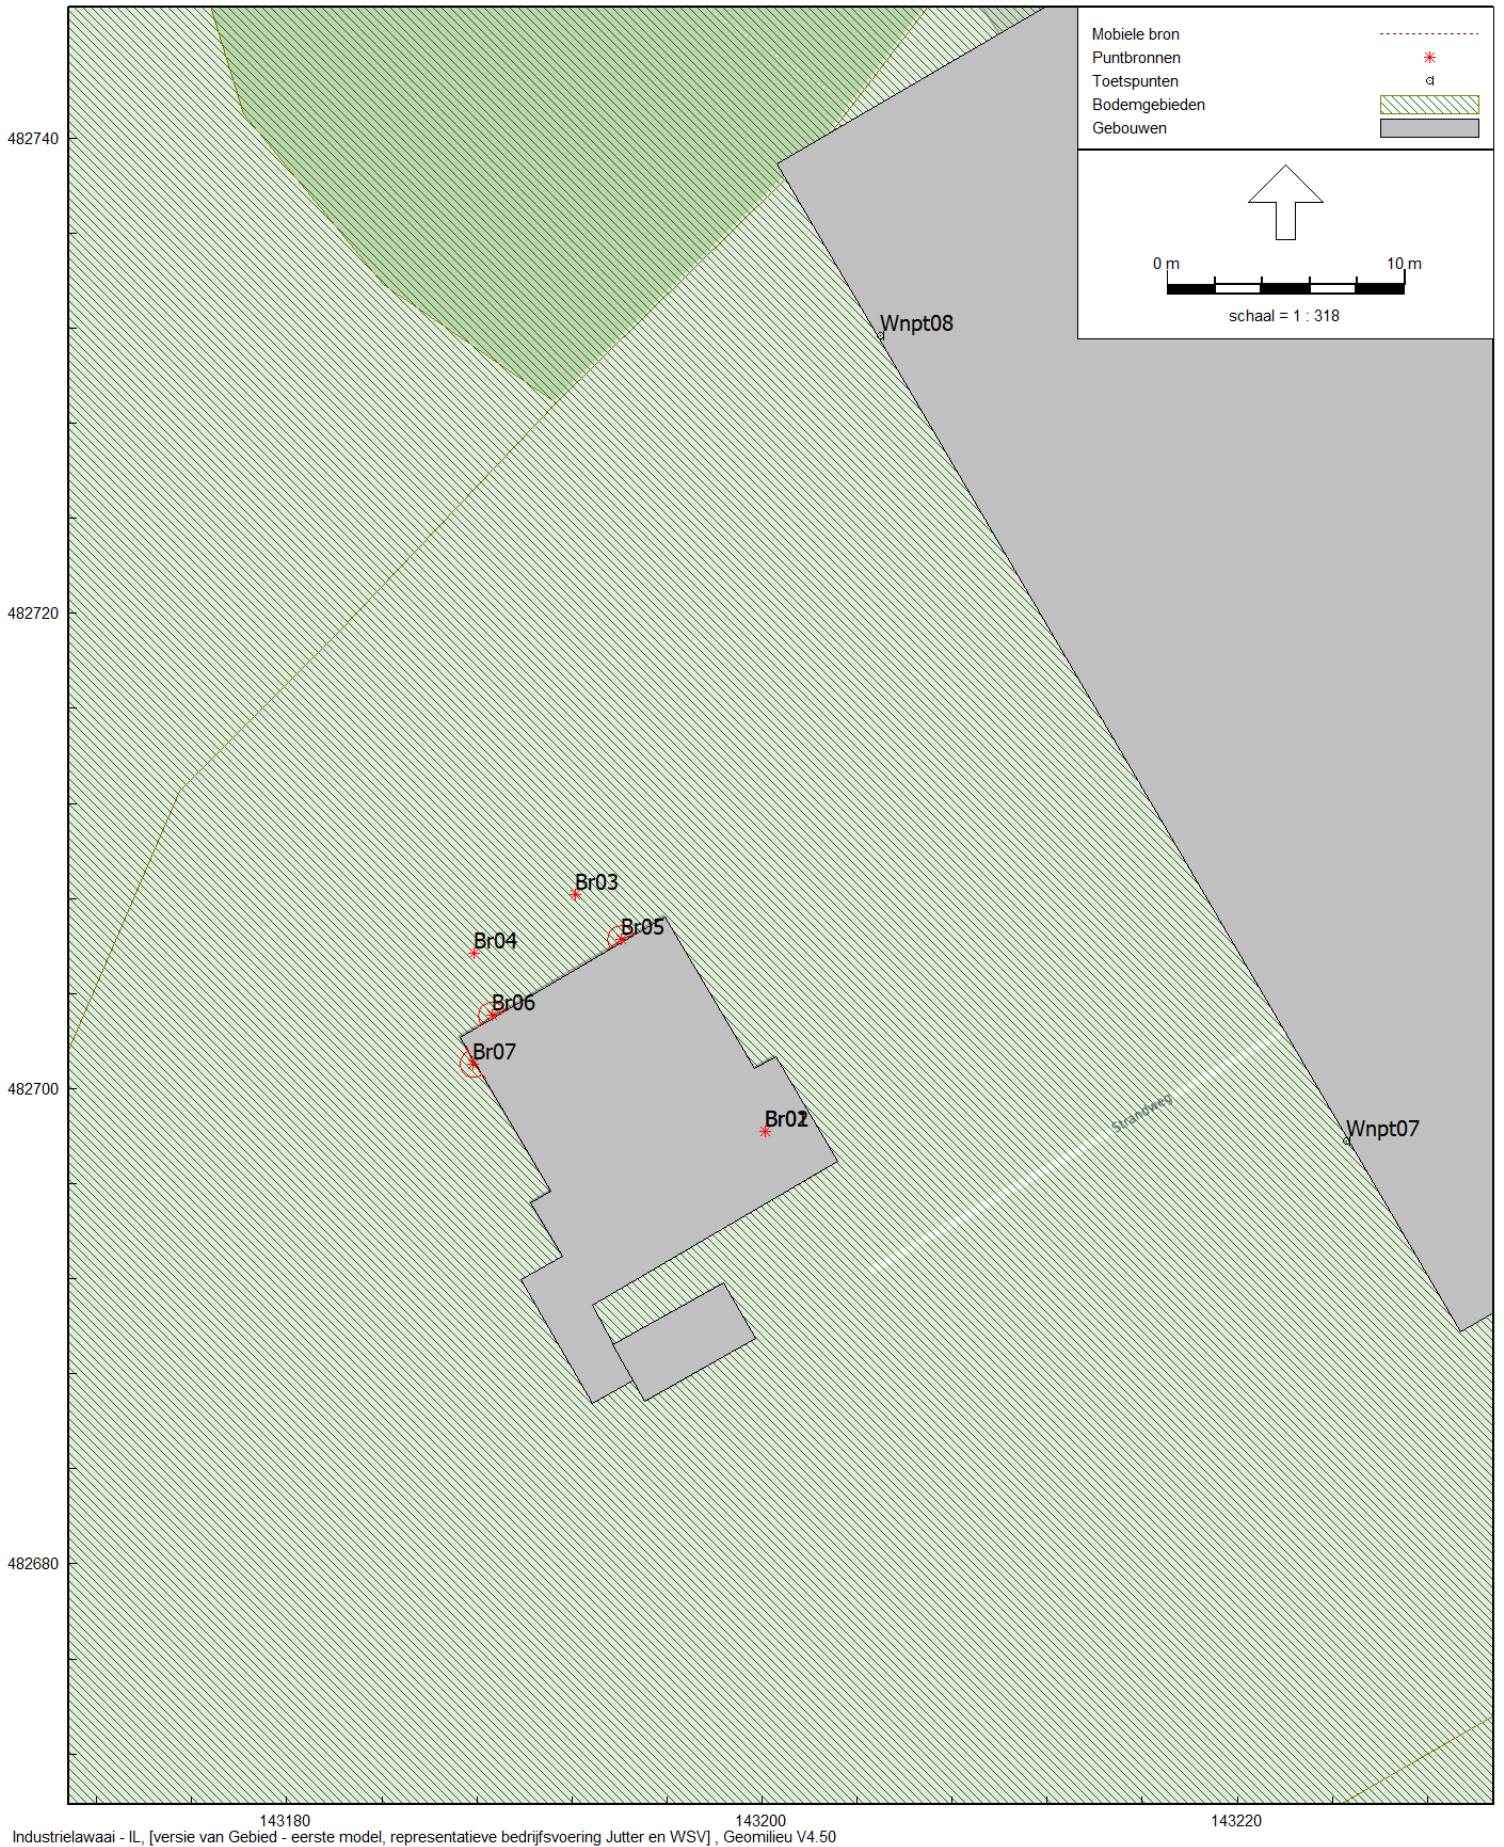 Mobiele bron
Puntbronnen
Toetspunten
Bodemgebieden
Gebouwen
0 m 10 m
schaal = 1 : 318
482740
Wnpt08
482720
Br03
Br05
Br04
Br06
Br07
482700
Strandweg
Wnpt07
482680
143180 143200 143220
Industrielawaai - IL, [versie van Gebied - eerste model, representatieve bedrijfsvoering Jutter en WSV] , Geomilieu V4.50